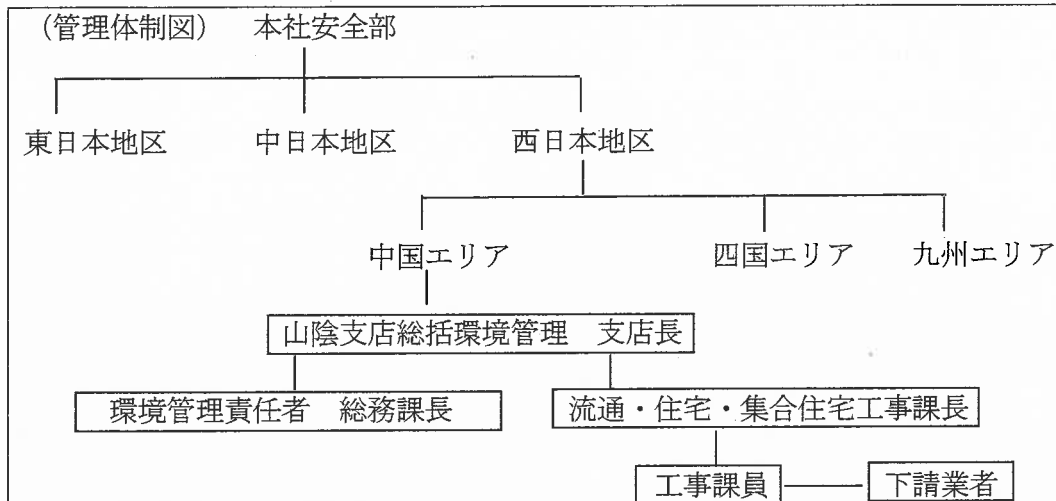 （管理体制図）　本社安全部
東日本地区　中日本地区　西日本地区
中国エリア　四国エリア　九州エリア
山陰支店総括環境管理　支店長
環境管理責任者　総務課長　流通・住宅・集合住宅工事課長
工事課員　下請業者